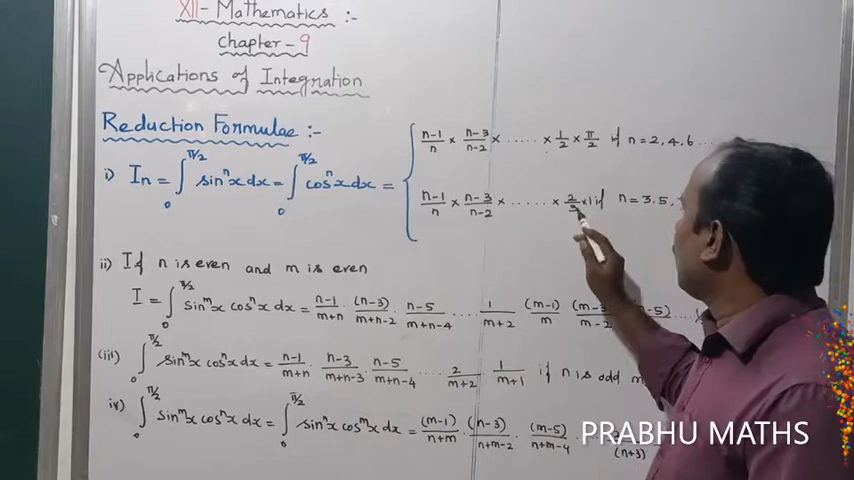 XII- Mathematics :-
Chapter-9
Applications of Integration
Reduction Formulae :-
i) Iₙ = ∫₀^(π/2) sinⁿx dx = ∫₀^(π/2) cosⁿx dx = {
(n-1)/n × (n-3)/(n-2) × ..... × 1/2 × π/2 if n = 2, 4, 6 ...
(n-1)/n × (n-3)/(n-2) × ..... × 2/3 × 1 if n = 3, 5,
ii) If n is even and m is even
I = ∫₀^(π/2) sinᵐx cosⁿx dx = (n-1)/(m+n) · (n-3)/(m+n-2) · (n-5)/(m+n-4) .... 1/(m+2) (m-1)/m (m-3)/(m-2)
(iii) ∫₀^(π/2) sinᵐx cosⁿx dx = (n-1)/(m+n) · (n-3)/(m+n-3) · (n-5)/(m+n-4) ..... 2/(m+2) · 1/(m+1) if n is odd m
iv) ∫₀^(π/2) sinᵐx cosⁿx dx = ∫₀^(π/2) sinⁿx cosᵐx dx = (m-1)/(n+m) · (n-3)/(n+m-2) · (m-5)/(n+m-4) ... (n+3)
PRABHU MATHS